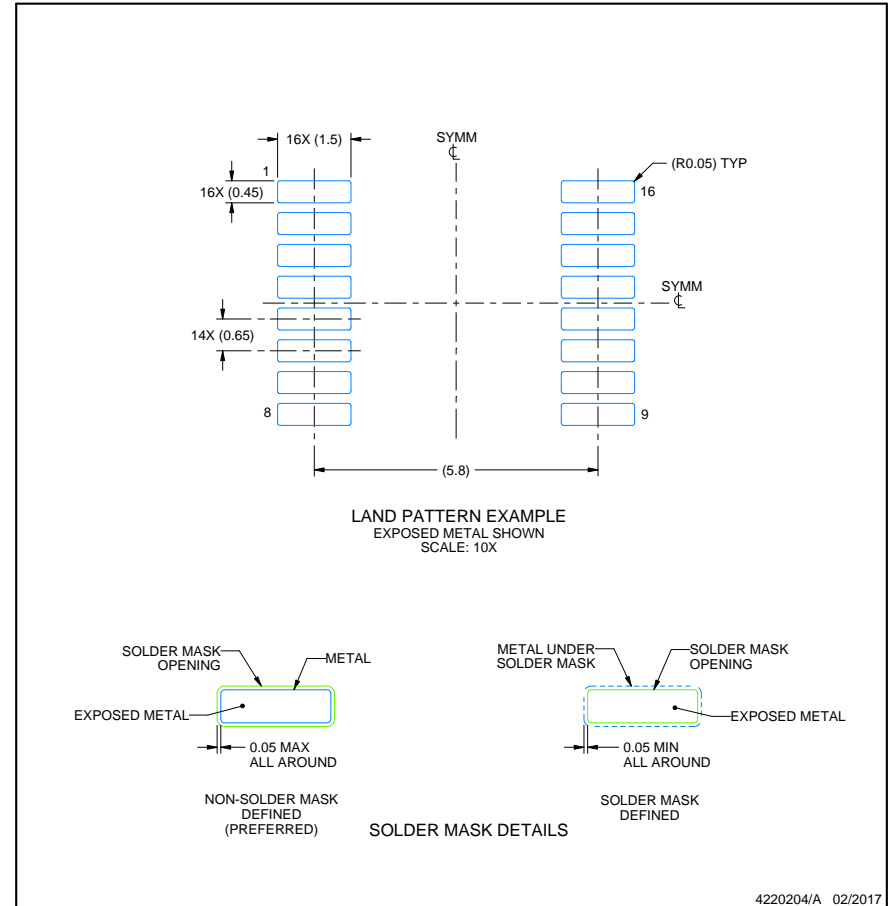 16X (1.5)
SYMM
℄
(R0.05) TYP
1
16X (0.45)
16
SYMM
℄
14X (0.65)
8
9
(5.8)
LAND PATTERN EXAMPLE
EXPOSED METAL SHOWN
SCALE: 10X
SOLDER MASK
OPENING
METAL
EXPOSED METAL
0.05 MAX
ALL AROUND
NON-SOLDER MASK
DEFINED
(PREFERRED)
METAL UNDER
SOLDER MASK
SOLDER MASK
OPENING
EXPOSED METAL
0.05 MIN
ALL AROUND
SOLDER MASK
DEFINED
SOLDER MASK DETAILS
4220204/A 02/2017